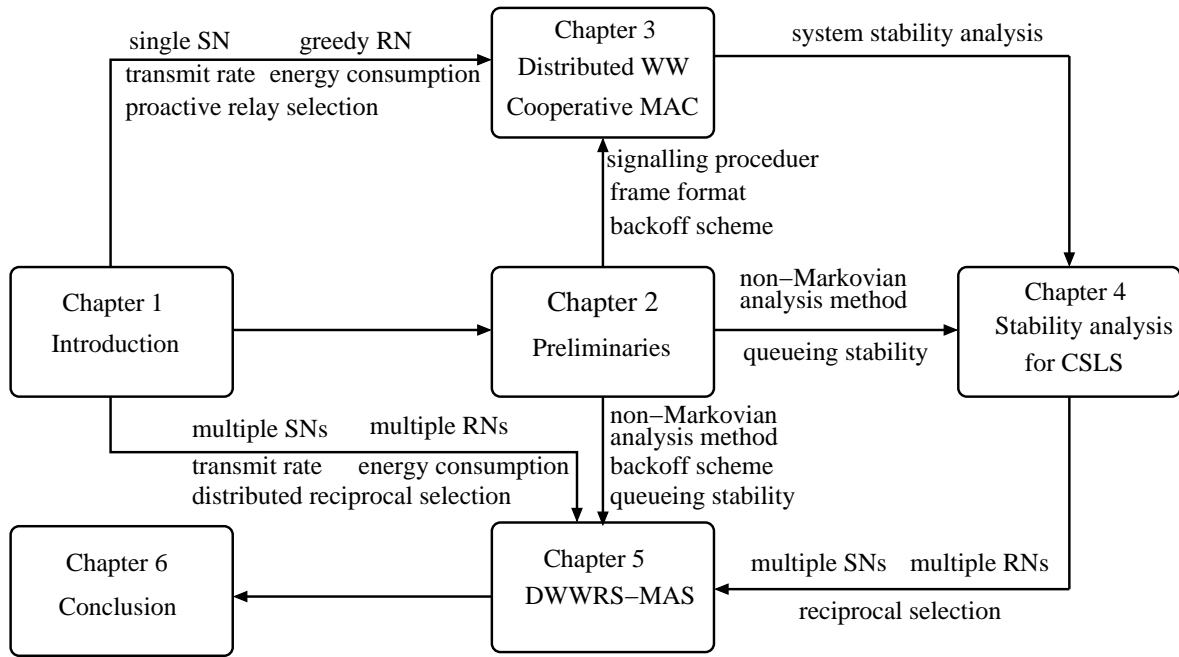 Chapter 3
Distributed WW
Cooperative MAC
single SN greedy RN
transmit rate energy consumption
proactive relay selection
system stability analysis
signalling proceduer
frame format
backoff scheme
Chapter 1
Introduction
Chapter 2
Preliminaries
non−Markovian
analysis method
queueing stability
Chapter 4
Stability analysis
for CSLS
multiple SNs multiple RNs
transmit rate energy consumption
distributed reciprocal selection
non−Markovian
analysis method
backoff scheme
queueing stability
Chapter 6
Conclusion
Chapter 5
DWWRS−MAS
multiple SNs multiple RNs
reciprocal selection